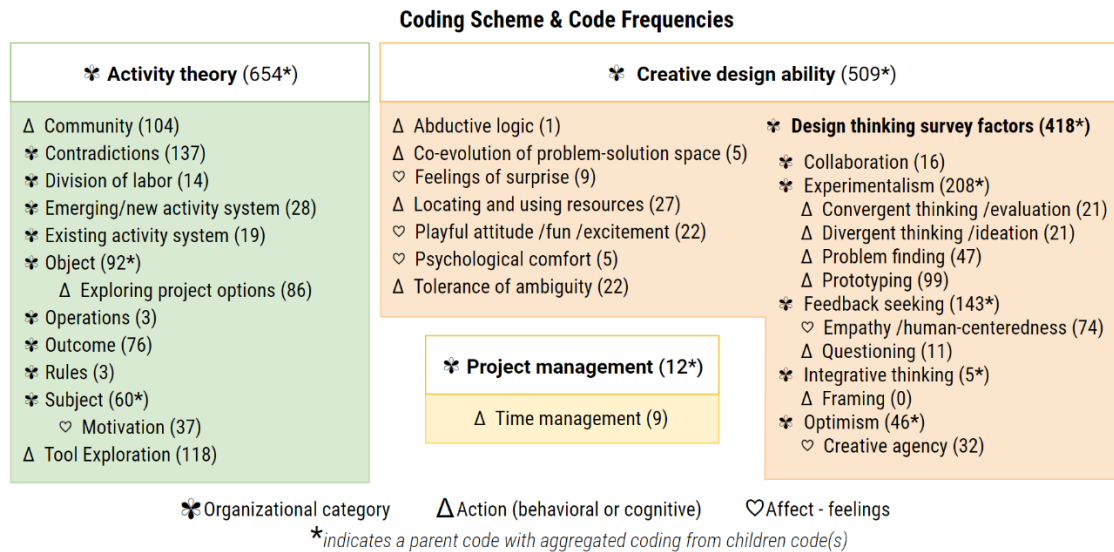 Coding Scheme & Code Frequencies
Activity theory (654*)
Δ Community (104)
Contradictions (137)
Division of labor (14)
Emerging/new activity system (28)
Existing activity system (19)
Object (92*)
Δ Exploring project options (86)
Operations (3)
Outcome (76)
Rules (3)
Subject (60*)
♡ Motivation (37)
Δ Tool Exploration (118)
Creative design ability (509*)
Δ Abductive logic (1)
Δ Co-evolution of problem-solution space (5)
♡ Feelings of surprise (9)
Δ Locating and using resources (27)
♡ Playful attitude /fun /excitement (22)
♡ Psychological comfort (5)
Δ Tolerance of ambiguity (22)
Design thinking survey factors (418*)
Collaboration (16)
Experimentalism (208*)
Δ Convergent thinking /evaluation (21)
Δ Divergent thinking /ideation (21)
Δ Problem finding (47)
Δ Prototyping (99)
Feedback seeking (143*)
♡ Empathy /human-centeredness (74)
Δ Questioning (11)
Integrative thinking (5*)
Δ Framing (0)
Optimism (46*)
♡ Creative agency (32)
Project management (12*)
Δ Time management (9)
Organizational category Δ Action (behavioral or cognitive) ♡ Affect - feelings
*indicates a parent code with aggregated coding from children code(s)